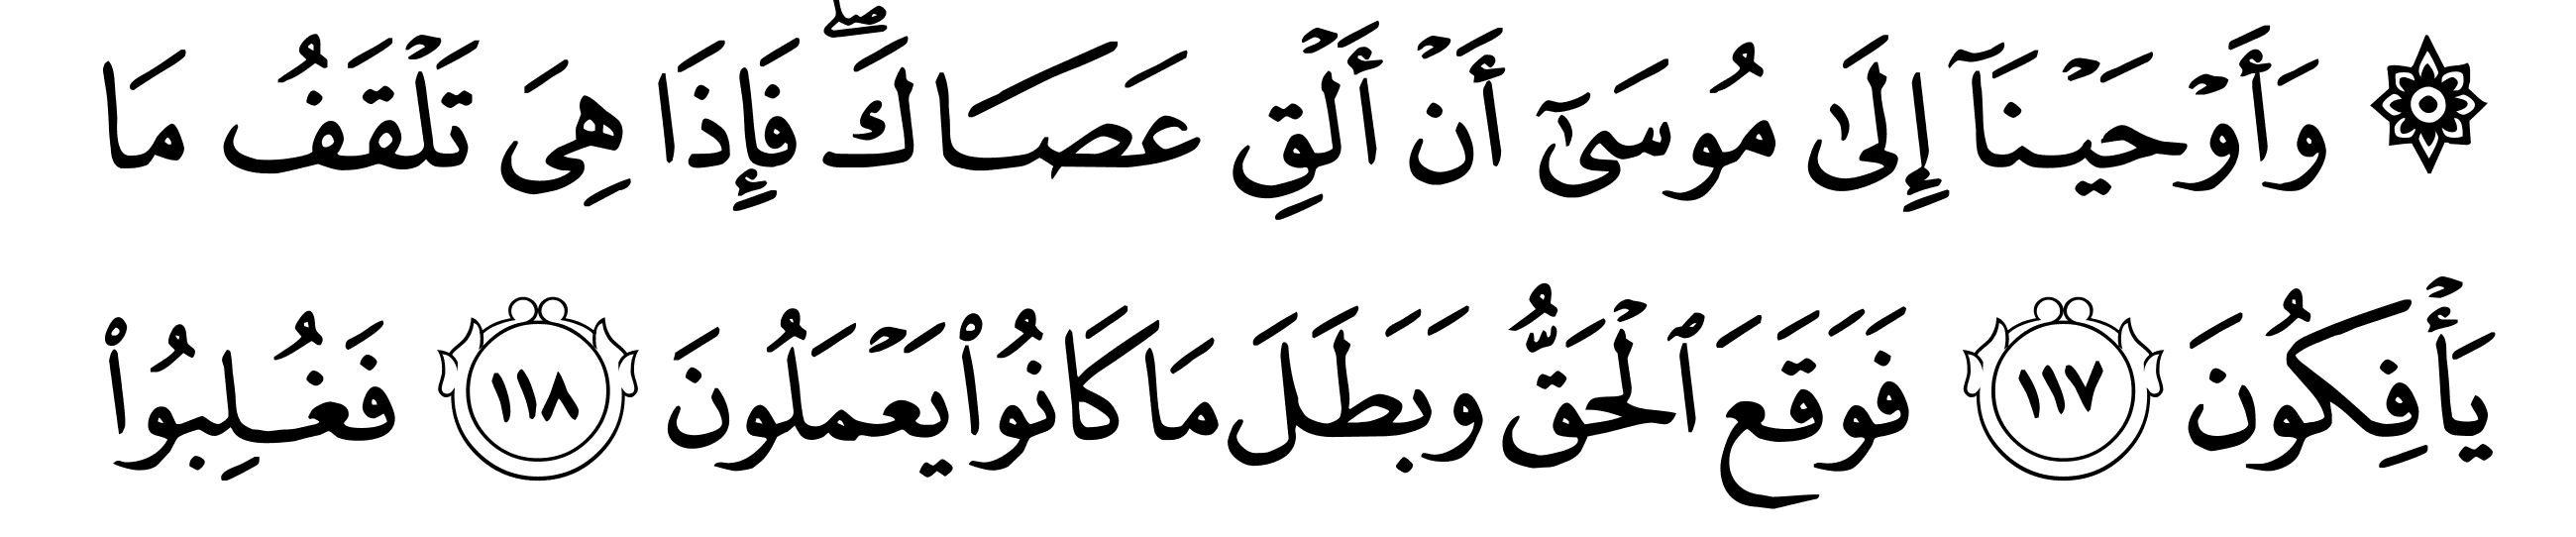 ۞ وَأَوْحَيْنَآ إِلَىٰ مُوسَىٰٓ أَنْ أَلْقِ عَصَاكَ ۖ فَإِذَا هِىَ تَلْقَفُ مَا
يَأْفِكُونَ ١١٧ فَوَقَعَ ٱلْحَقُّ وَبَطَلَ مَا كَانُوا۟ يَعْمَلُونَ ١١٨ فَغُلِبُوا۟